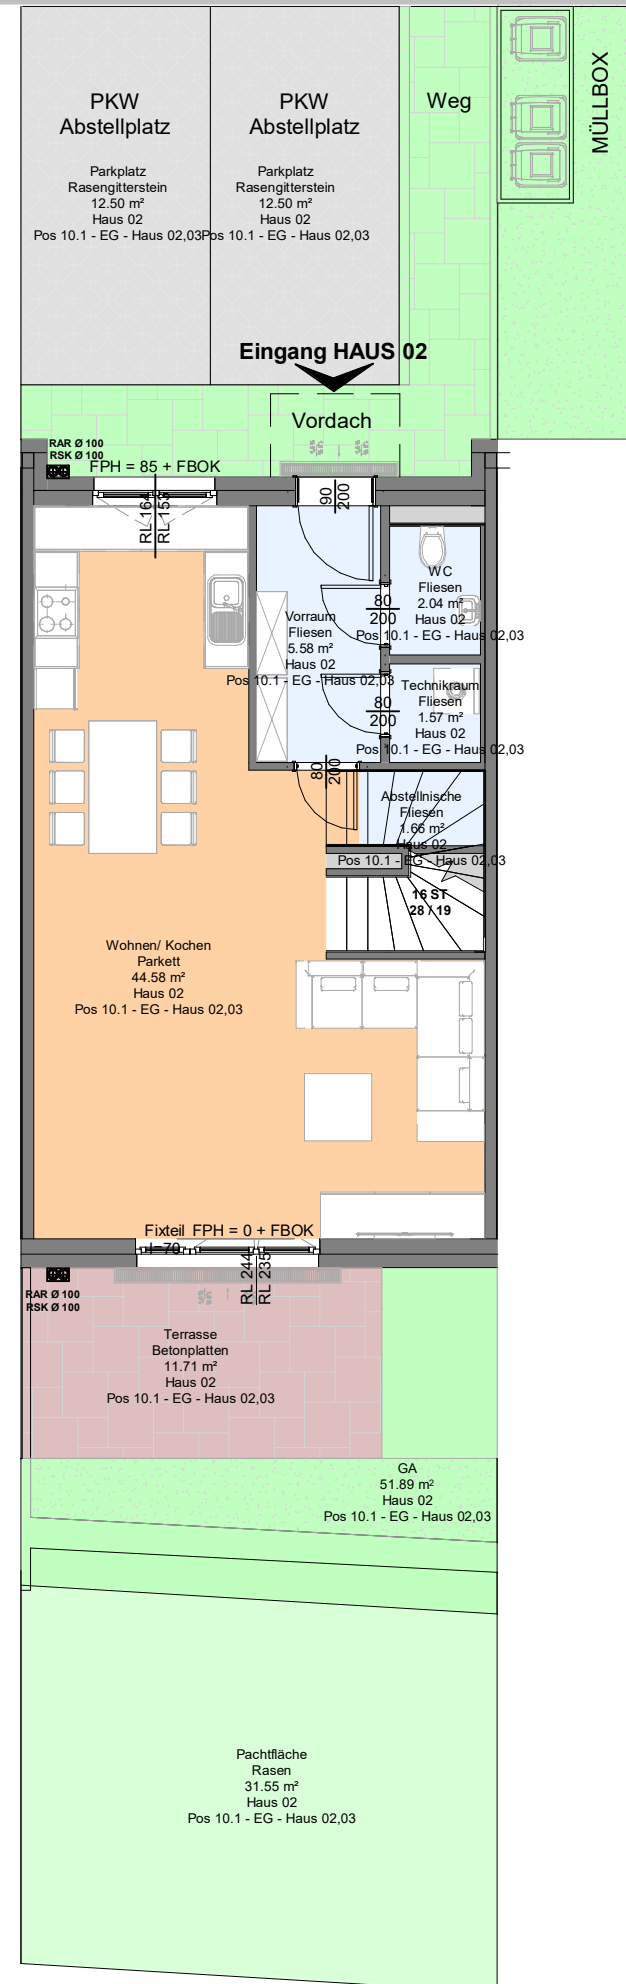 PKW
Abstellplatz
Parkplatz
Rasengitterstein
12.50 m²
Haus 02
Pos 10.1 - EG - Haus 02,03
PKW
Abstellplatz
Parkplatz
Rasengitterstein
12.50 m²
Haus 02
Pos 10.1 - EG - Haus 02,03
Weg
MÜLLBOX
Eingang HAUS 02
Vordach
RAR Ø 100
RSK Ø 100
FPH = 85 + FBOK
RL 164
RL 153
90
200
WC
Fliesen
2.04 m²
Haus 02
Pos 10.1 - EG - Haus 02,03
80
200
Vorraum
Fliesen
5.58 m²
Haus 02
Pos 10.1 - EG - Haus 02,03
Technikraum
Fliesen
1.57 m²
Haus 02
Pos 10.1 - EG - Haus 02,03
80
200
80
200
Abstellnische
Fliesen
1.66 m²
Haus 02
Pos 10.1 - EG - Haus 02,03
16 ST
28 / 19
Wohnen/ Kochen
Parkett
44.58 m²
Haus 02
Pos 10.1 - EG - Haus 02,03
Fixteil FPH = 0 + FBOK
=70
RL 244
RL 235
RAR Ø 100
RSK Ø 100
Terrasse
Betonplatten
11.71 m²
Haus 02
Pos 10.1 - EG - Haus 02,03
GA
51.89 m²
Haus 02
Pos 10.1 - EG - Haus 02,03
Pachtfläche
Rasen
31.55 m²
Haus 02
Pos 10.1 - EG - Haus 02,03